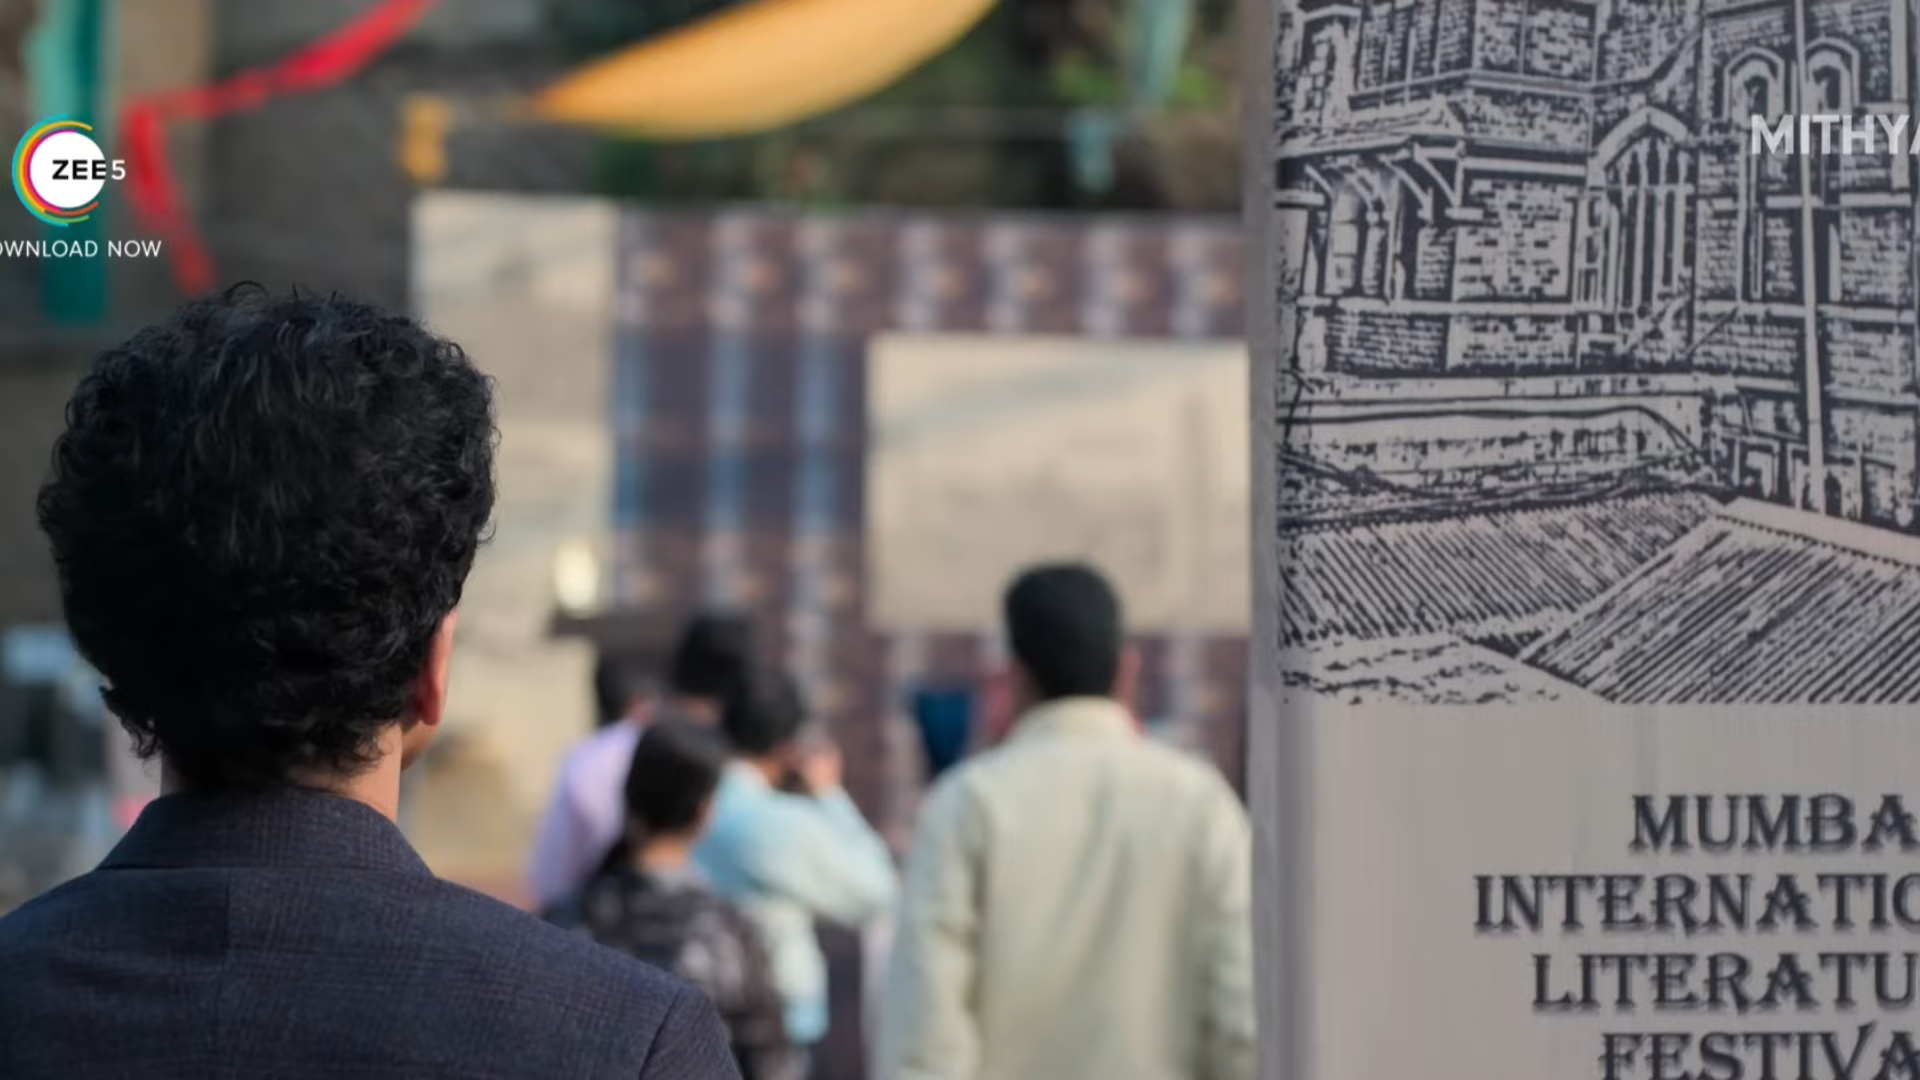 ZEE5
OWNLOAD NOW
MITHYA
MUMBA
INTERNATIO
LITERATU
FESTIVA